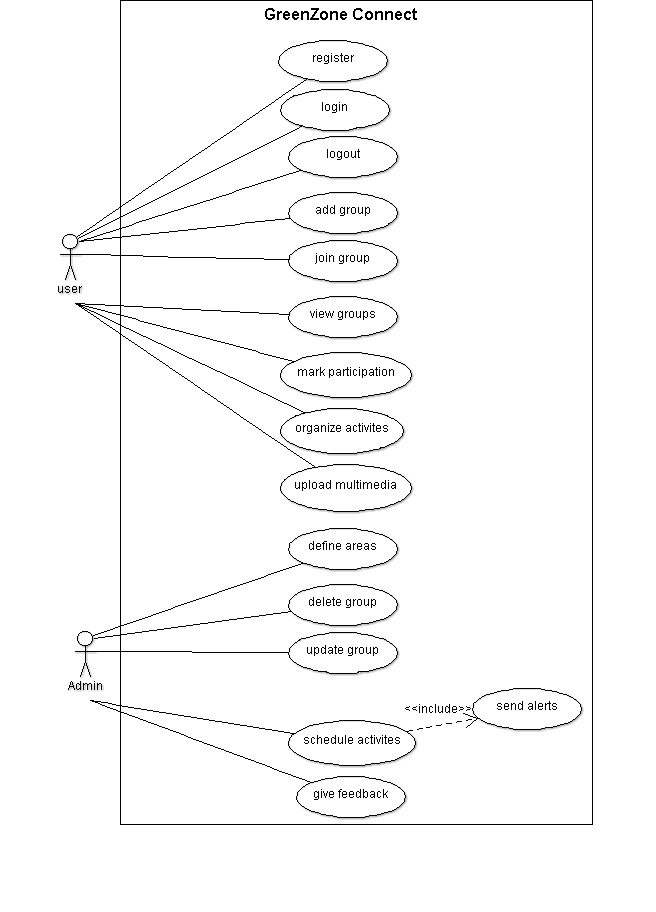 GreenZone Connect
register
login
logout
add group
join group
user
view groups
mark participation
organize activites
upload multimedia
define areas
delete group
update group
Admin
<<include>>
send alerts
schedule activites
give feedback